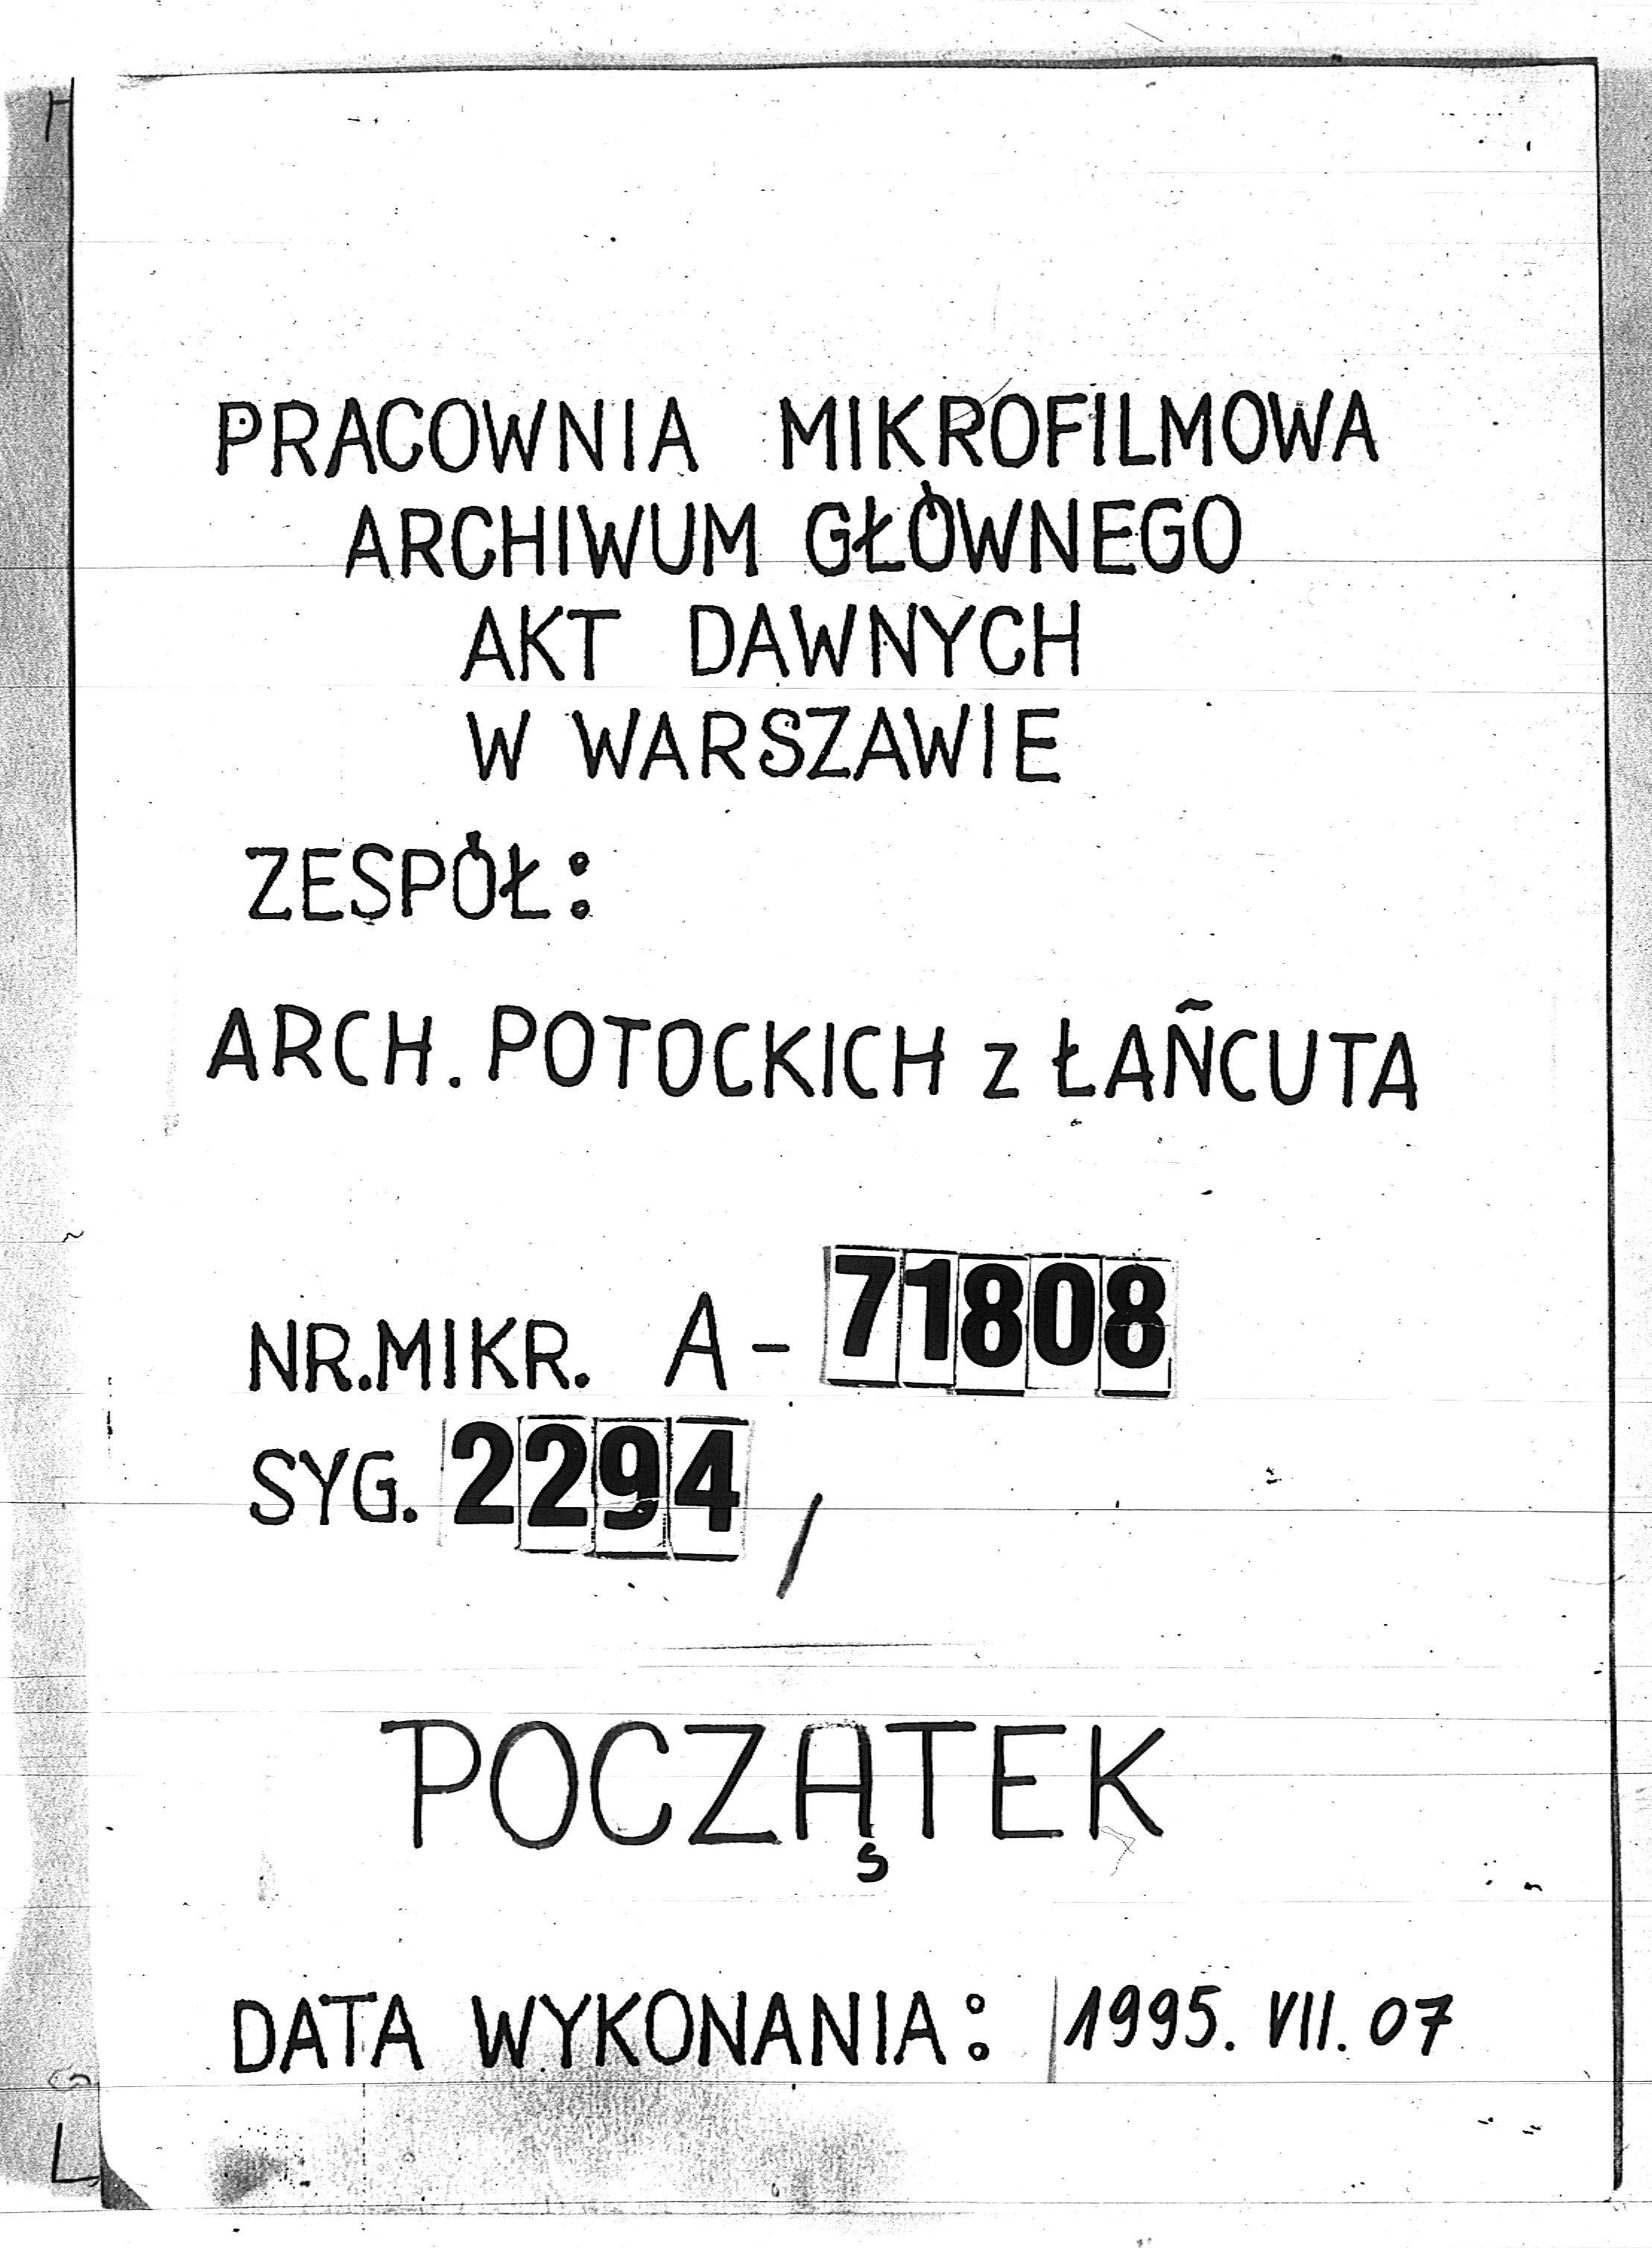 PRACOWNIA MIKROFILMOWA
ARCHIWUM GŁÓWNEGO
AKT DAWNYCH
W WARSZAWIE
ZESPÓŁ:
ARCH. POTOCKICH z ŁAŃCUTA
NR.MIKR. A-71808
SYG. 2294 /
POCZĄTEK
DATA WYKONANIA: 1995. VII. 07